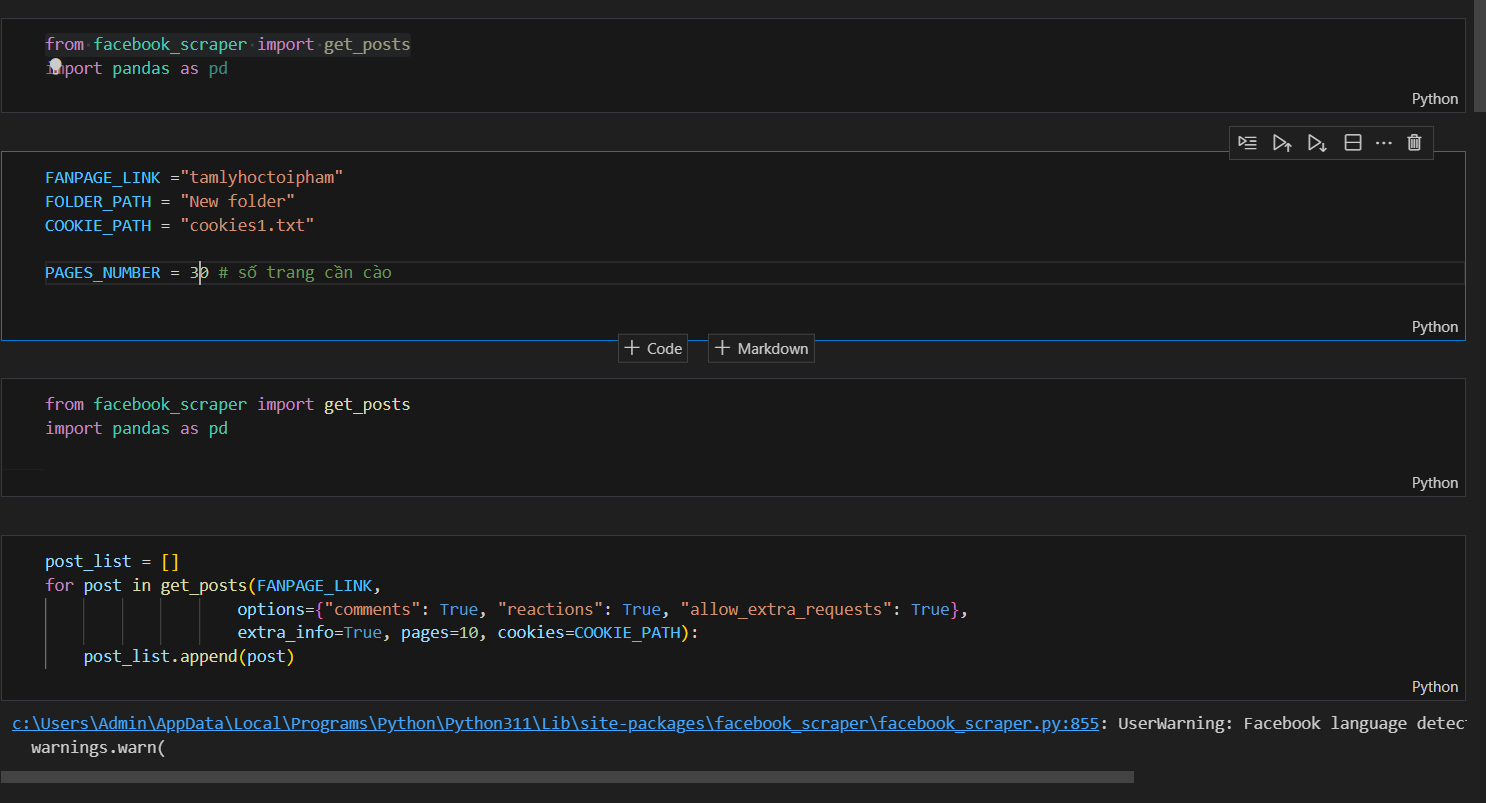 from facebook_scraper import get_posts
import pandas as pd
Python
FANPAGE_LINK ="tamlyhoctoipham"
FOLDER_PATH = "New folder"
COOKIE_PATH = "cookies1.txt"
PAGES_NUMBER = 30 # số trang cần cào
Python
+ Code + Markdown
from facebook_scraper import get_posts
import pandas as pd
Python
post_list = []
for post in get_posts(FANPAGE_LINK,
options={"comments": True, "reactions": True, "allow_extra_requests": True},
extra_info=True, pages=10, cookies=COOKIE_PATH):
post_list.append(post)
Python
c:\Users\Admin\AppData\Local\Programs\Python\Python311\Lib\site-packages\facebook_scraper\facebook_scraper.py:855: UserWarning: Facebook language detec
warnings.warn(